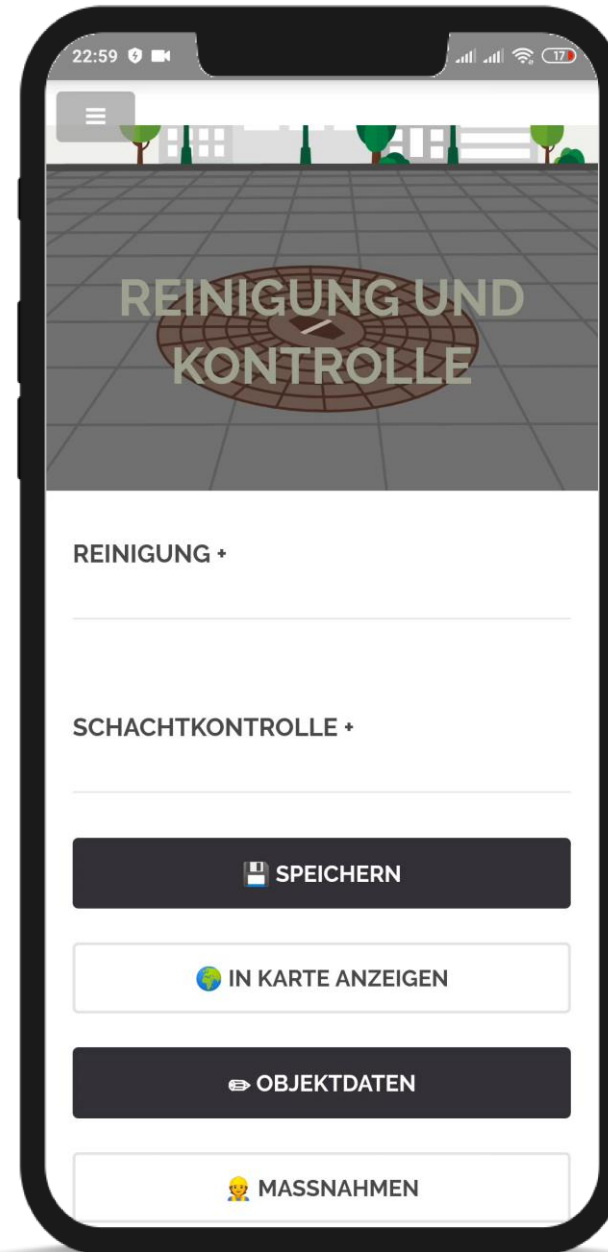 22:59
17
REINIGUNG UND
KONTROLLE
REINIGUNG +
SCHACHTKONTROLLE +
💾 SPEICHERN
🌍 IN KARTE ANZEIGEN
✏ OBJEKTDATEN
👷 MASSNAHMEN